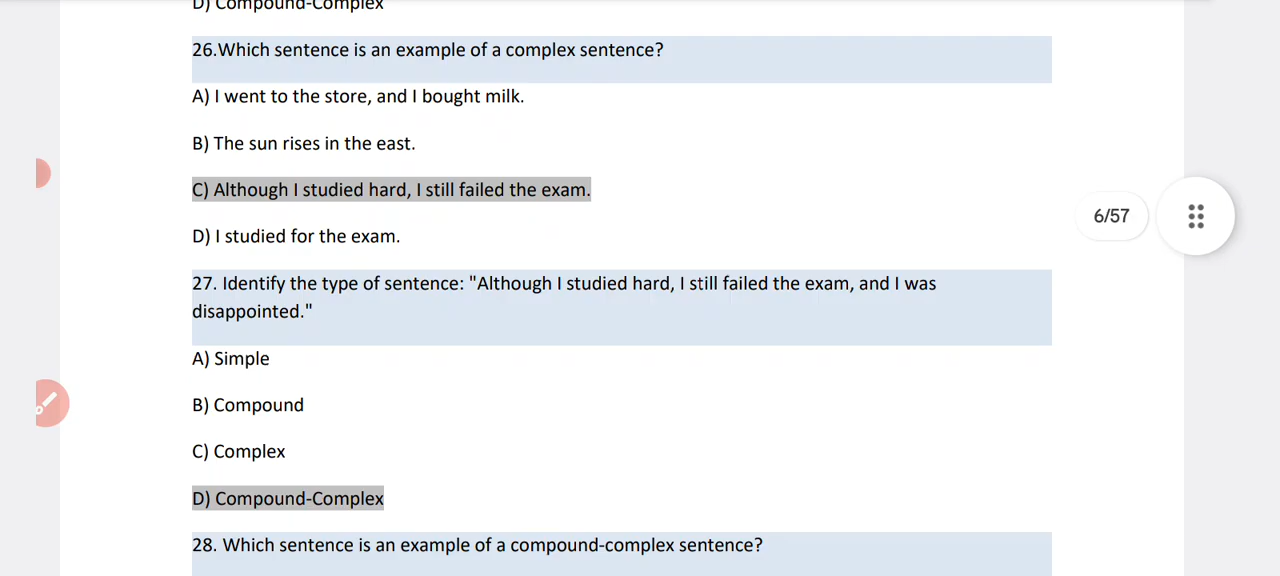 D) Compound-Complex
26.Which sentence is an example of a complex sentence?
A) I went to the store, and I bought milk.
B) The sun rises in the east.
C) Although I studied hard, I still failed the exam.
6/57
D) I studied for the exam.
27. Identify the type of sentence: "Although I studied hard, I still failed the exam, and I was
disappointed."
A) Simple
B) Compound
C) Complex
D) Compound-Complex
28. Which sentence is an example of a compound-complex sentence?